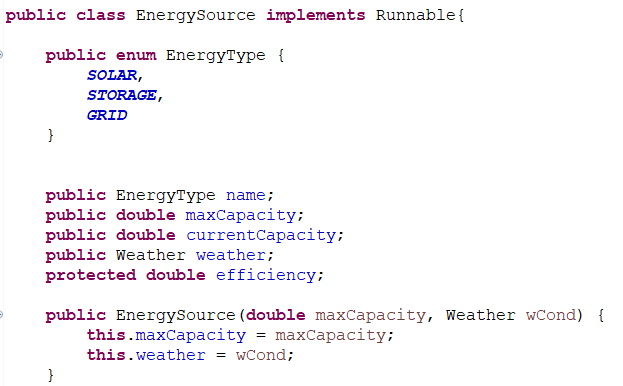 public class EnergySource implements Runnable{
public enum EnergyType {
SOLAR,
STORAGE,
GRID
}
public EnergyType name;
public double maxCapacity;
public double currentCapacity;
public Weather weather;
protected double efficiency;
public EnergySource(double maxCapacity, Weather wCond) {
this.maxCapacity = maxCapacity;
this.weather = wCond;
}